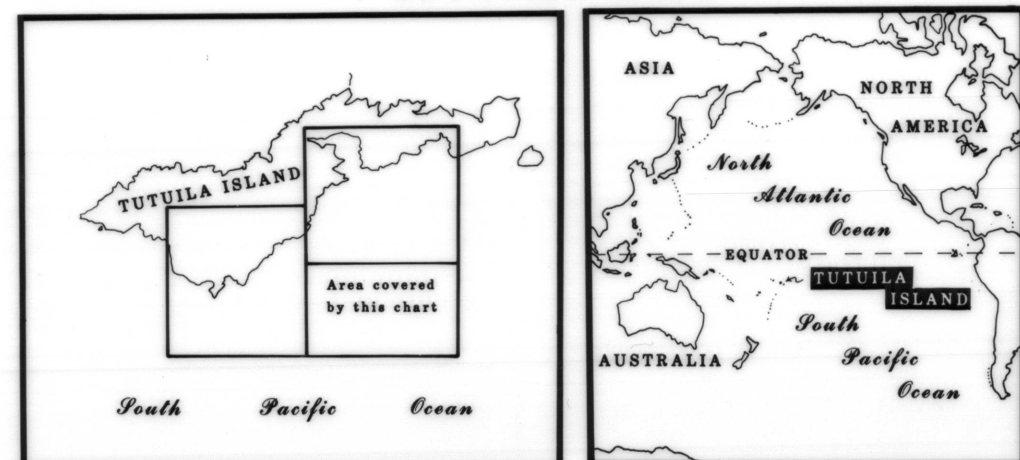 TUTUILA ISLAND
Area covered
by this chart
South Pacific Ocean
ASIA
NORTH
AMERICA
North
Atlantic
Ocean
EQUATOR
TUTUILA
ISLAND
South
Pacific
Ocean
AUSTRALIA